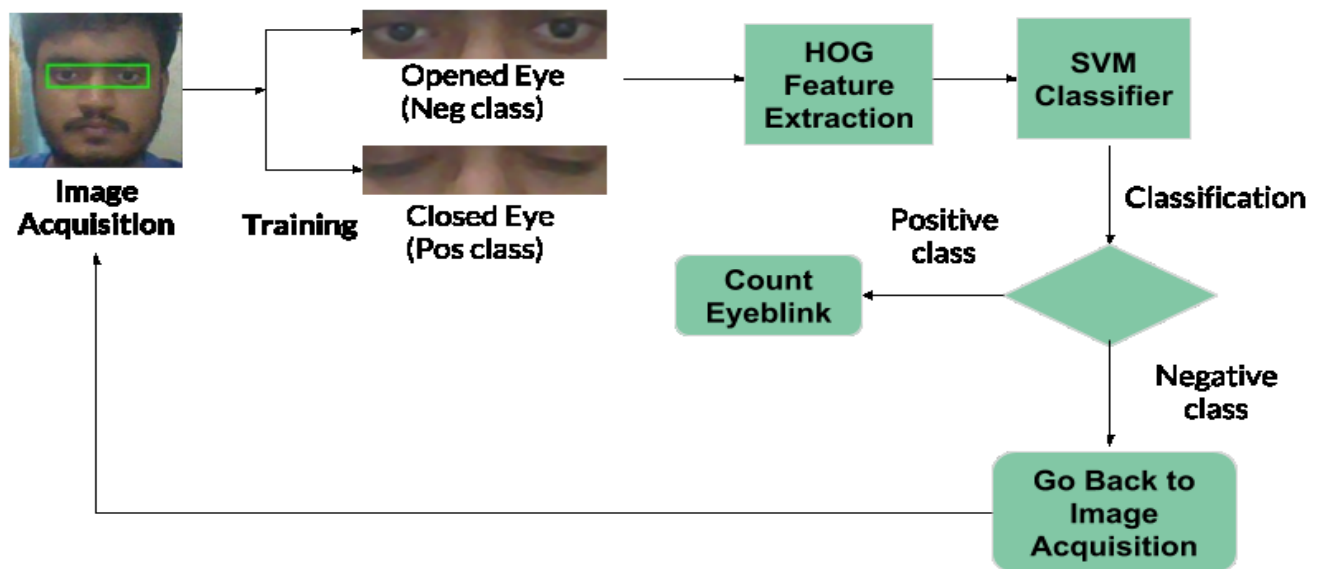 Image
Acquisition
Training
Opened Eye
(Neg class)
Closed Eye
(Pos class)
HOG
Feature
Extraction
SVM
Classifier
Classification
Positive
class
Count
Eyeblink
Negative
class
Go Back to
Image
Acquisition